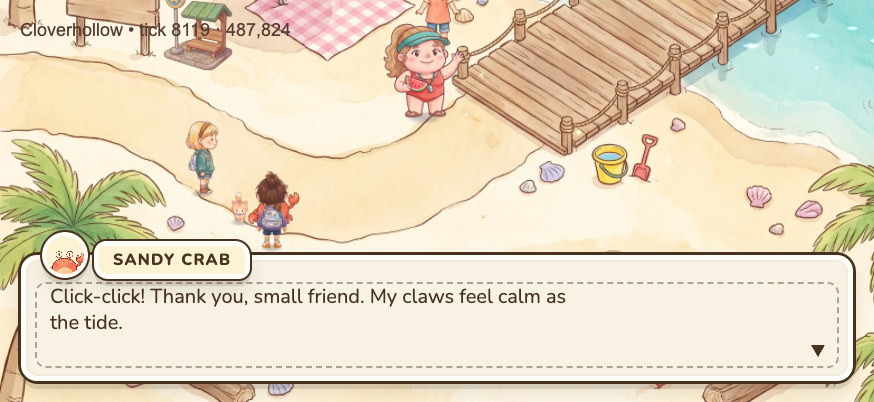 Cloverhollow • tick 8119 · 487,824
SANDY CRAB
Click-click! Thank you, small friend. My claws feel calm as
the tide.